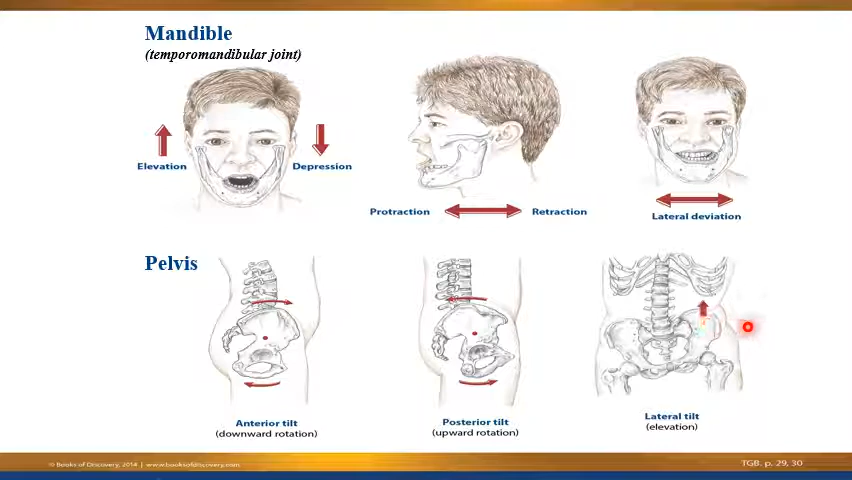 Mandible
(temporomandibular joint)
Elevation
Depression
Protraction
Retraction
Lateral deviation
Pelvis
Anterior tilt
(downward rotation)
Posterior tilt
(upward rotation)
Lateral tilt
(elevation)
© Books of Discovery, 2014 | www.booksofdiscovery.com
TGB. p. 29, 30